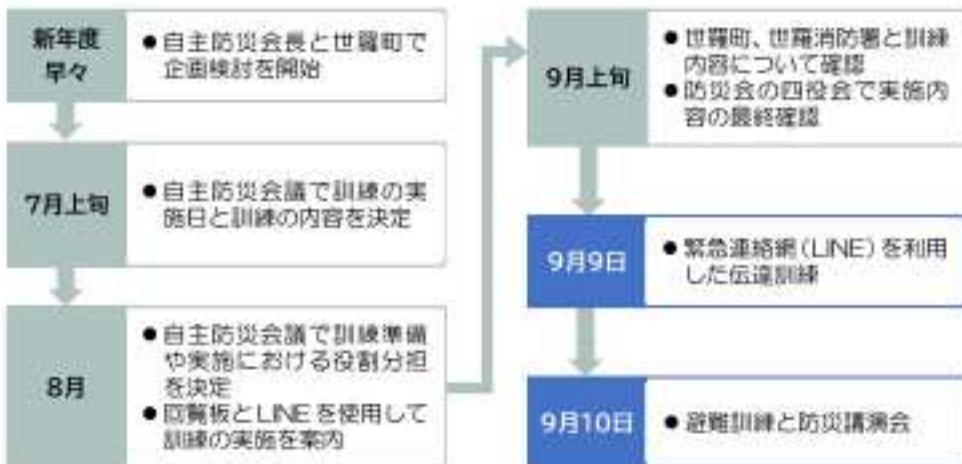 新年度
早々
●自主防災会長と世羅町で
企画検討を開始
7月上旬
●自主防災会議で訓練の実
施日と訓練の内容を決定
8月
●自主防災会議で訓練準備
や実施における役割分担
を決定
●回覧板とLINEを使用して
訓練の実施を案内
9月上旬
●世羅町、世羅消防署と訓練
内容について確認
●防災会の四役会で実施内
容の最終確認
9月9日
●緊急連絡網(LINE)を利用
した伝達訓練
9月10日
●避難訓練と防災講演会